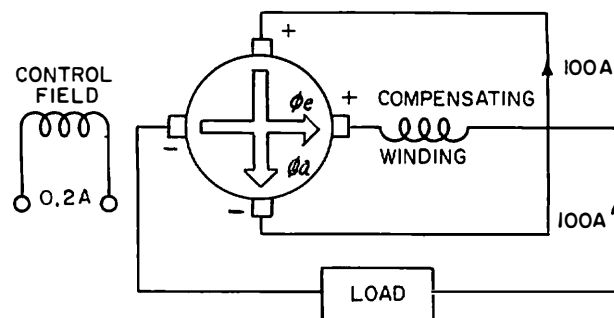 +
100A
CONTROL
FIELD
ϕe
+
COMPENSATING
WINDING
−
ϕa
0.2A
−
100A
LOAD